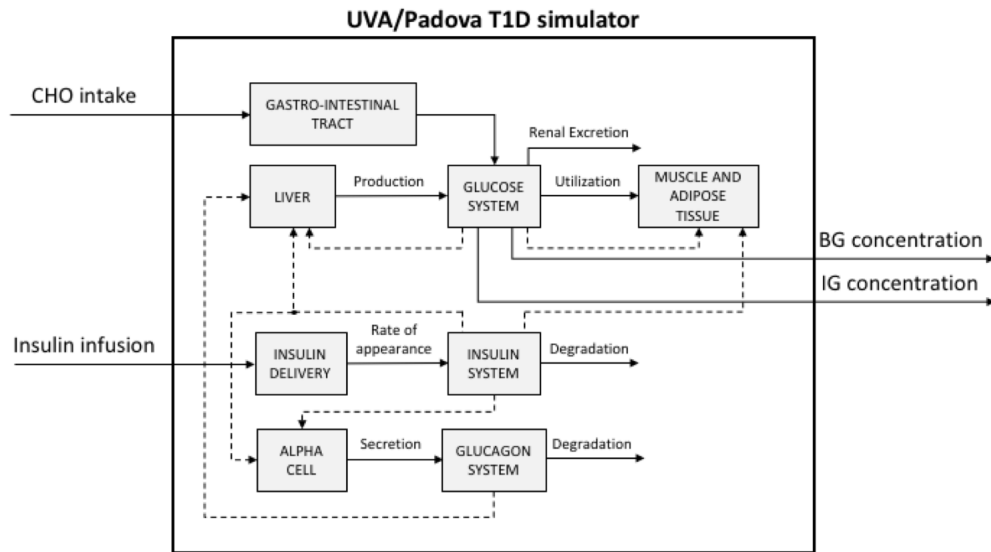 UVA/Padova T1D simulator
CHO intake
GASTRO-INTESTINAL
TRACT
Renal Excretion
LIVER
Production
GLUCOSE
SYSTEM
Utilization
MUSCLE AND
ADIPOSE
TISSUE
BG concentration
IG concentration
Insulin infusion
INSULIN
DELIVERY
Rate of
appearance
INSULIN
SYSTEM
Degradation
ALPHA
CELL
Secretion
GLUCAGON
SYSTEM
Degradation